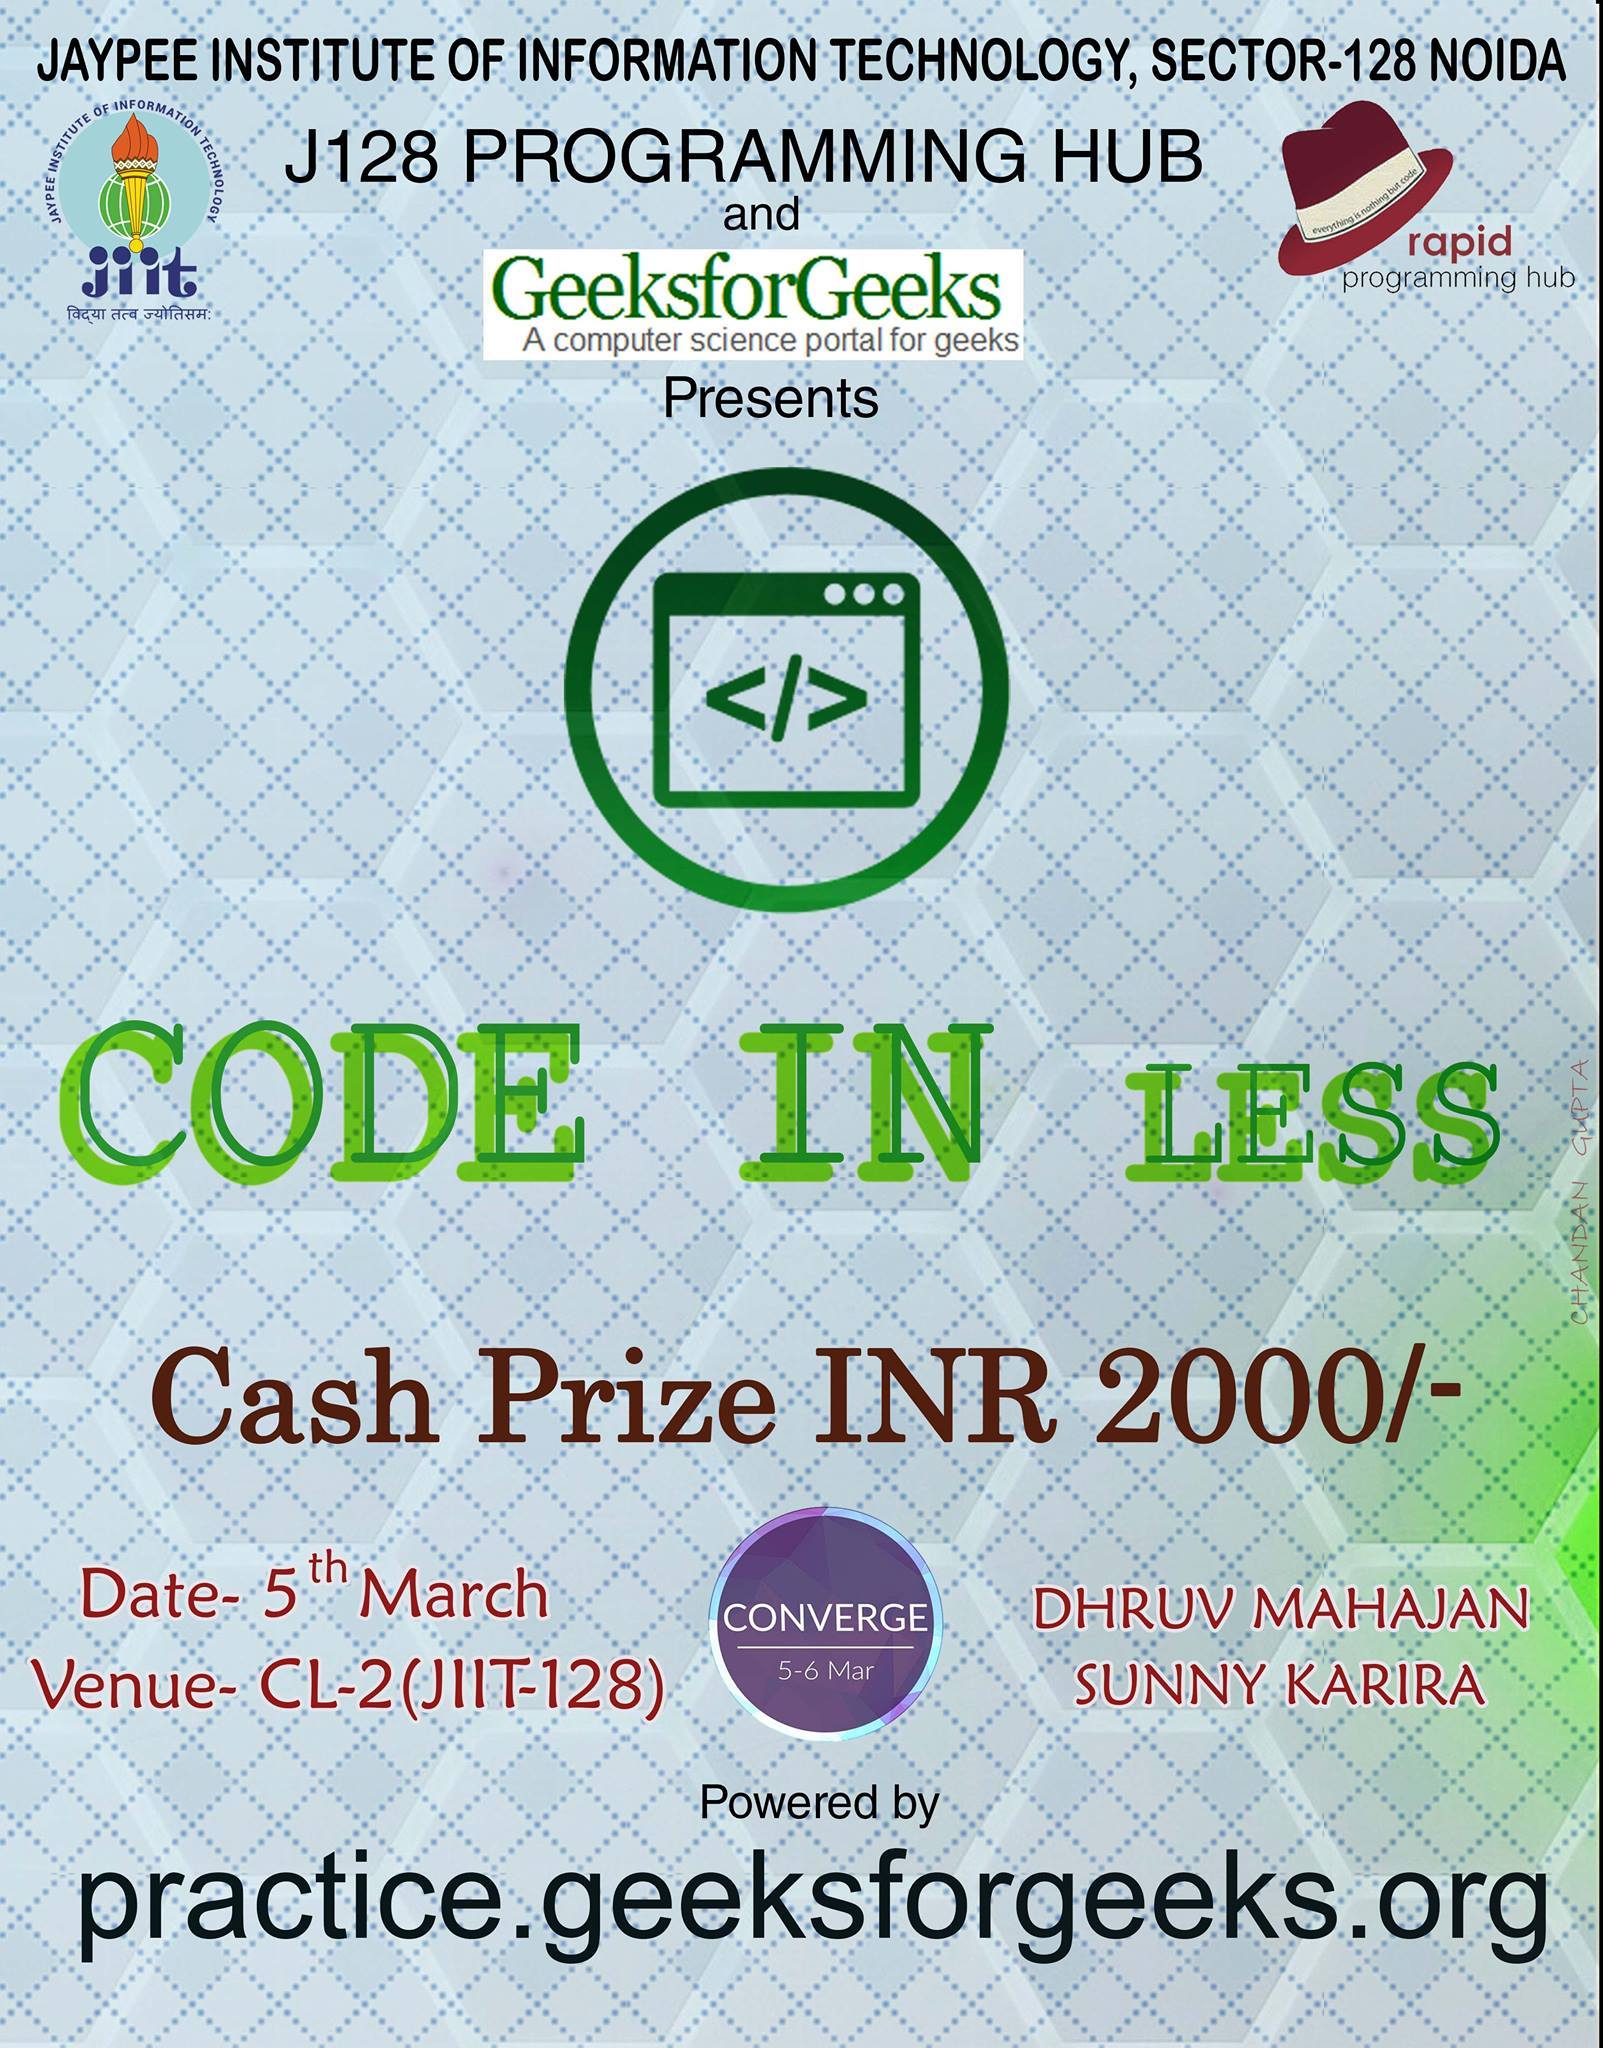 JAYPEE INSTITUTE OF INFORMATION TECHNOLOGY, SECTOR-128 NOIDA
JAYPEE INSTITUTE OF INFORMATION TECHNOLOGY
jiit
विद्या तत्व ज्योतिसम:
J128 PROGRAMMING HUB
and
GeeksforGeeks
A computer science portal for geeks
Presents
everything is nothing but code
rapid
programming hub
</>
CODE IN LESS
CHANDAN GUPTA
Cash Prize INR 2000/-
Date- 5th March
Venue- CL-2(JIIT-128)
CONVERGE
5-6 Mar
DHRUV MAHAJAN
SUNNY KARIRA
Powered by
practice.geeksforgeeks.org